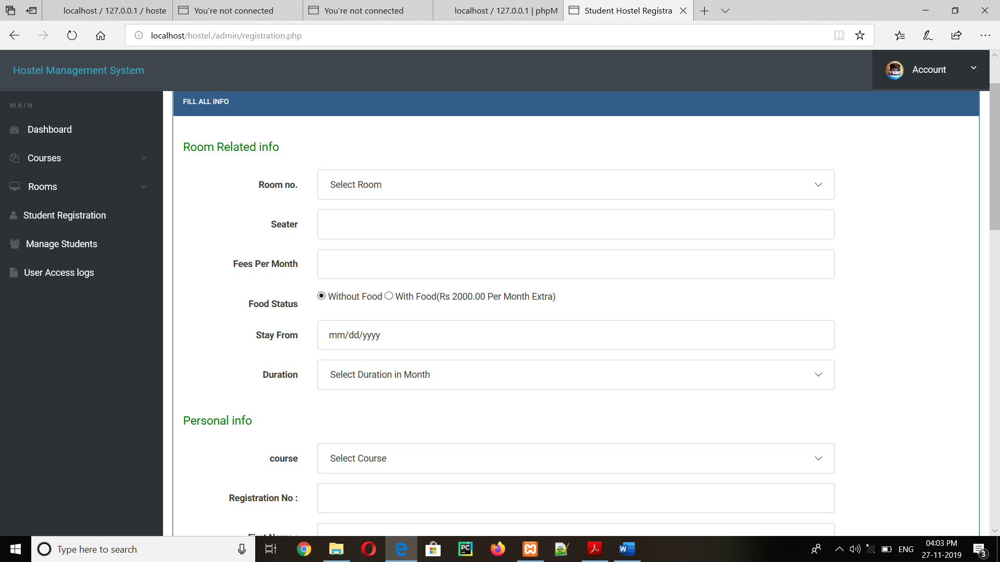 localhost / 127.0.0.1 / hoste
You're not connected
You're not connected
localhost / 127.0.0.1 | phpM
Student Hostel Registra
localhost/hostel./admin/registration.php
Hostel Management System
Account
MAIN
Dashboard
Courses
Rooms
Student Registration
Manage Students
User Access logs
FILL ALL INFO
Room Related info
Room no.
Select Room
Seater
Fees Per Month
Food Status
Without Food
With Food(Rs 2000.00 Per Month Extra)
Stay From
mm/dd/yyyy
Duration
Select Duration in Month
Personal info
course
Select Course
Registration No :
First Name :
Type here to search
PC
W
ENG
04:03 PM
27-11-2019
3